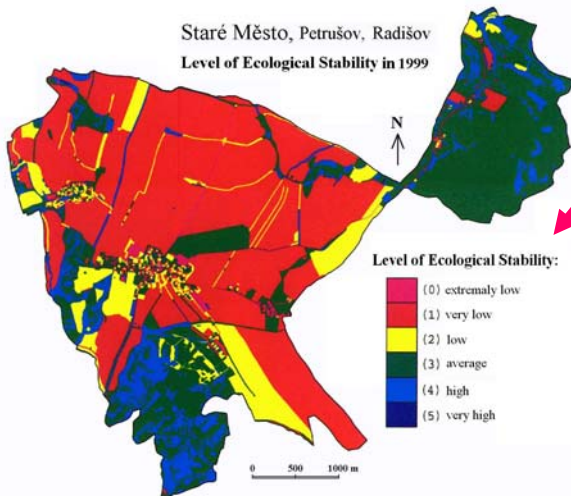 Staré Město, Petrušov, Radišov
Level of Ecological Stability in 1999
N
Level of Ecological Stability:
(0) extremaly low
(1) very low
(2) low
(3) average
(4) high
(5) very high
0 500 1000 m